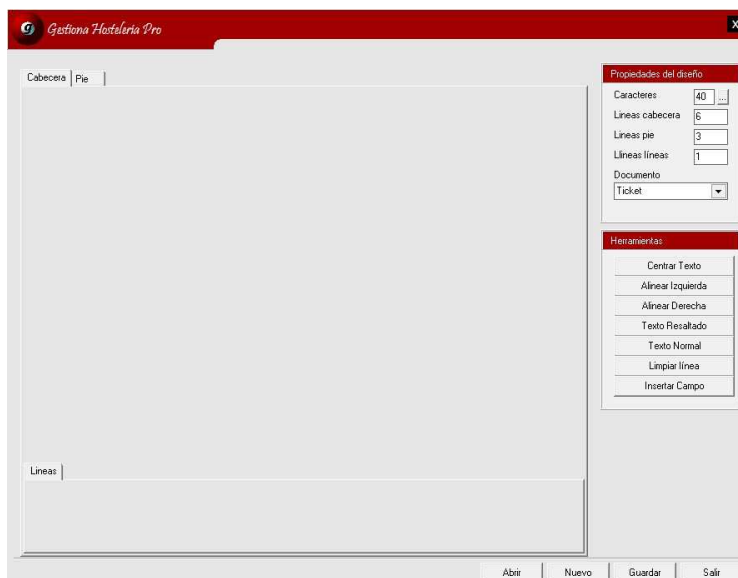 Gestiona Hostelería Pro
X
Cabecera
Pie
Propiedades del diseño
Caracteres 40 ...
Lineas cabecera 6
Lineas pie 3
Llineas líneas 1
Documento
Ticket
Herramientas
Centrar Texto
Alinear Izquierda
Alinear Derecha
Texto Resaltado
Texto Normal
Limpiar línea
Insertar Campo
Lineas
Abrir
Nuevo
Guardar
Salir